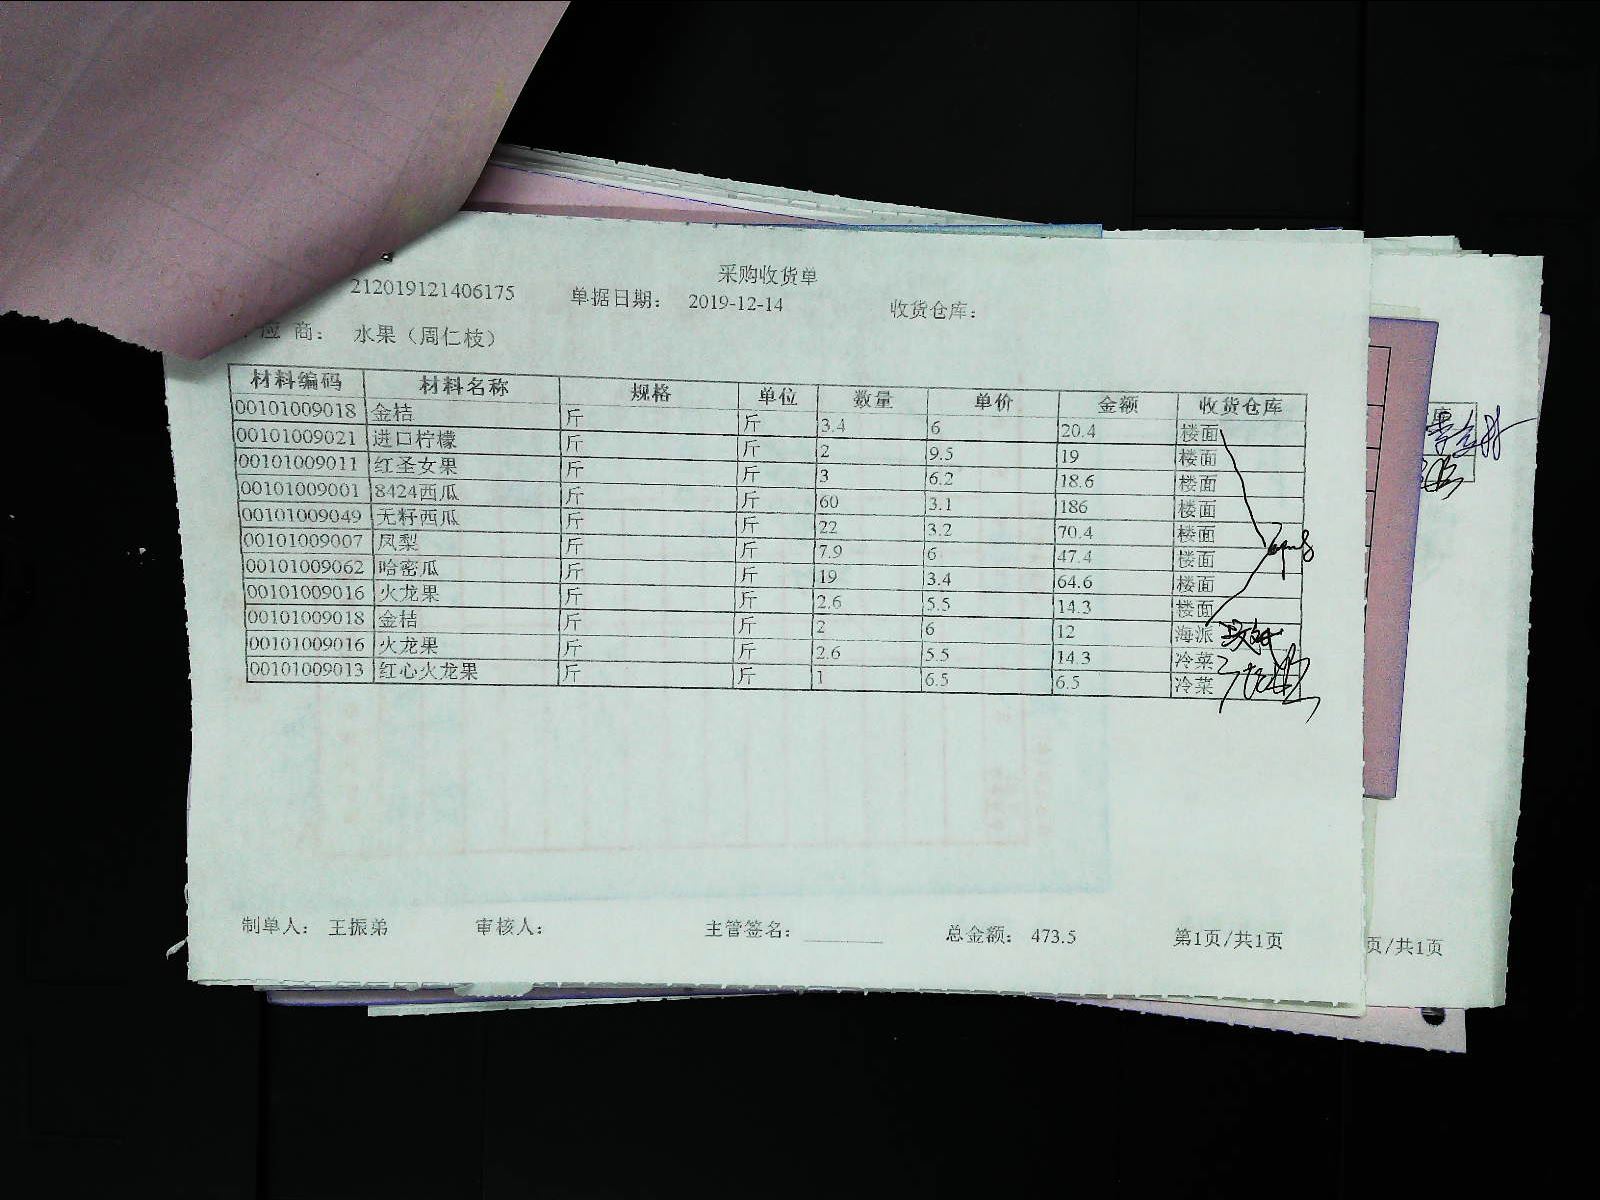 采购收货单
212019121406175 单据日期： 2019-12-14 收货仓库：
应 商： 水果（周仁枝）
材料编码 材料名称 规格 单位 数量 单价 金额 收货仓库
00101009018 金桔 斤 斤 3.4 6 20.4 楼面
00101009021 进口柠檬 斤 斤 2 9.5 19 楼面
00101009011 红圣女果 斤 斤 3 6.2 18.6 楼面
00101009001 8424西瓜 斤 斤 60 3.1 186 楼面
00101009049 无籽西瓜 斤 斤 22 3.2 70.4 楼面
00101009007 凤梨 斤 斤 7.9 6 47.4 楼面
00101009062 哈密瓜 斤 斤 19 3.4 64.6 楼面
00101009016 火龙果 斤 斤 2.6 5.5 14.3 楼面
00101009018 金桔 斤 斤 2 6 12 海派
00101009016 火龙果 斤 斤 2.6 5.5 14.3 冷菜
00101009013 红心火龙果 斤 斤 1 6.5 6.5 冷菜
制单人： 王振弟 审核人： 主管签名： 总金额： 473.5 第1页/共1页
页/共1页